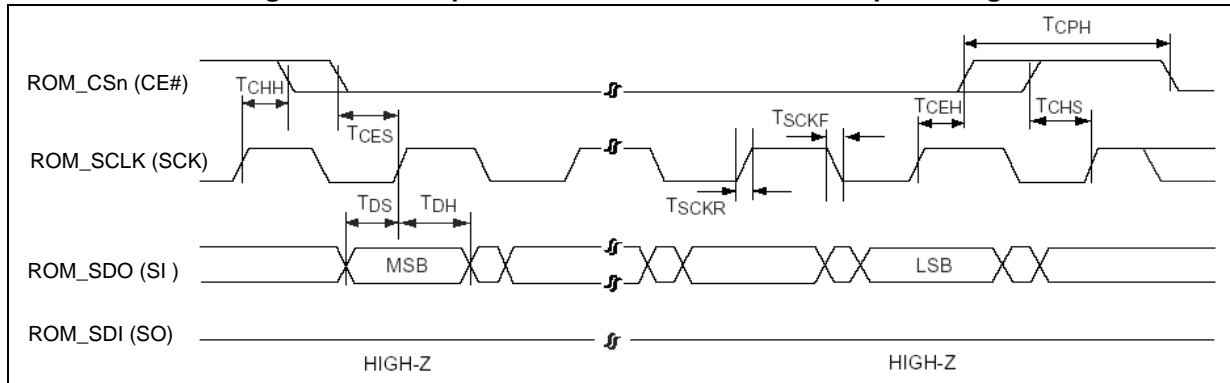 TCPH
ROM_CSn (CE#)
TCHH
TCES
TSCKF
TCEH
TCHS
ROM_SCLK (SCK)
TDS
TDH
TSCKR
ROM_SDO (SI )
MSB
LSB
ROM_SDI (SO)
HIGH-Z
HIGH-Z